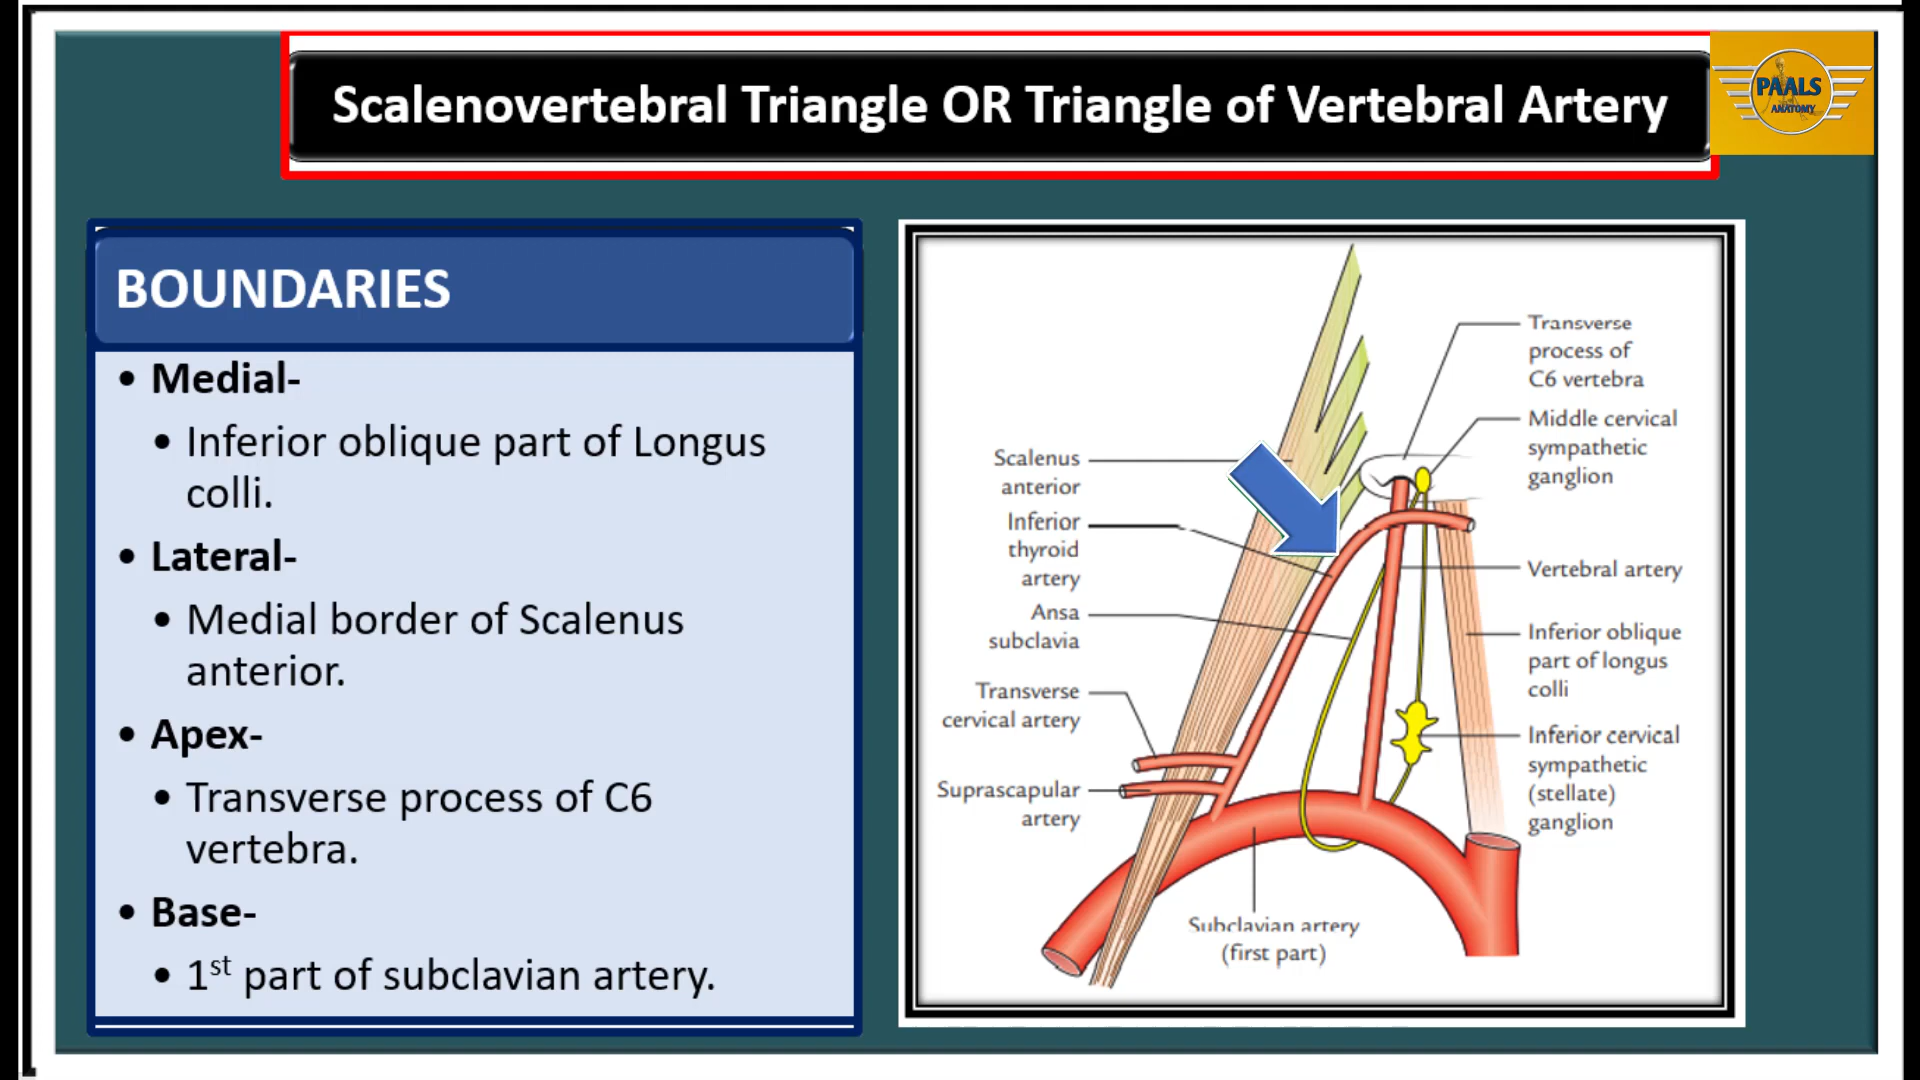 Scalenovertebral Triangle OR Triangle of Vertebral Artery
PAALS
ANATOMY
BOUNDARIES
• Medial-
• Inferior oblique part of Longus
colli.
• Lateral-
• Medial border of Scalenus
anterior.
• Apex-
• Transverse process of C6
vertebra.
• Base-
• 1st part of subclavian artery.
Scalenus
anterior
Inferior
thyroid
artery
Ansa
subclavia
Transverse
cervical artery
Suprascapular
artery
Subclavian artery
(first part)
Transverse
process of
C6 vertebra
Middle cervical
sympathetic
ganglion
Vertebral artery
Inferior oblique
part of longus
colli
Inferior cervical
sympathetic
(stellate)
ganglion